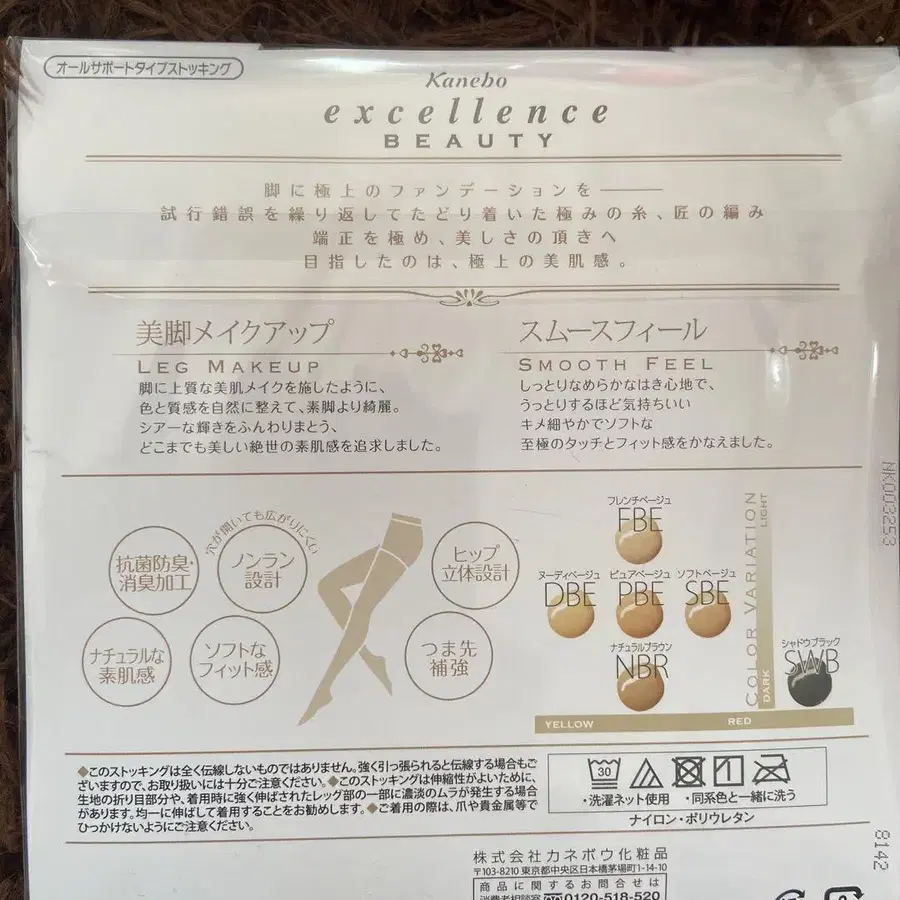 オールサポートタイプストッキング
Kanebo
excellence
BEAUTY
脚に極上のファンデーションを――
試行錯誤を繰り返してたどり着いた極みの糸、匠の編み
端正を極め、美しさの頂きへ
目指したのは、極上の美肌感。
美脚メイクアップ
LEG MAKEUP
脚に上質な美肌メイクを施したように、
色と質感を自然に整えて、素脚より綺麗。
シアーな輝きをふんわりまとう、
どこまでも美しい絶世の素肌感を追求しました。
スムースフィール
SMOOTH FEEL
しっとりなめらかなはき心地で、
うっとりするほど気持ちいい
キメ細やかでソフトな
至極のタッチとフィット感をかなえました。
抗菌防臭・
消臭加工
穴が開いても広がりにくい
ノンラン
設計
ヒップ
立体設計
ナチュラルな
素肌感
ソフトな
フィット感
つま先
補強
フレンチベージュ
FBE
ヌーディベージュ
DBE
ピュアベージュ
PBE
ソフトベージュ
SBE
ナチュラルブラウン
NBR
シャドウブラック
SWB
COLOR VARIATION
LIGHT
DARK
YELLOW
RED
NK003253
◆このストッキングは全く伝線しないものではありません。強く引っ張られると伝線する場合もご
ざいますので、お取り扱いには十分ご注意ください。◆このストッキングは伸縮性がよいために、
生地の折り目部分や、着用時に強く伸ばされたレッグ部の一部に濃淡のムラが発生する場合
があります。均一に伸ばして着用することをお勧めします。◆ご着用の際は、爪や貴金属等で
ひっかけないようにご注意ください。
30
・洗濯ネット使用 ・同系色と一緒に洗う
ナイロン・ポリウレタン
8142
株式会社カネボウ化粧品
〒103-8210 東京都中央区日本橋茅場町1-14-10
商品に関するお問合せは
消費者相談室 0120-518-520